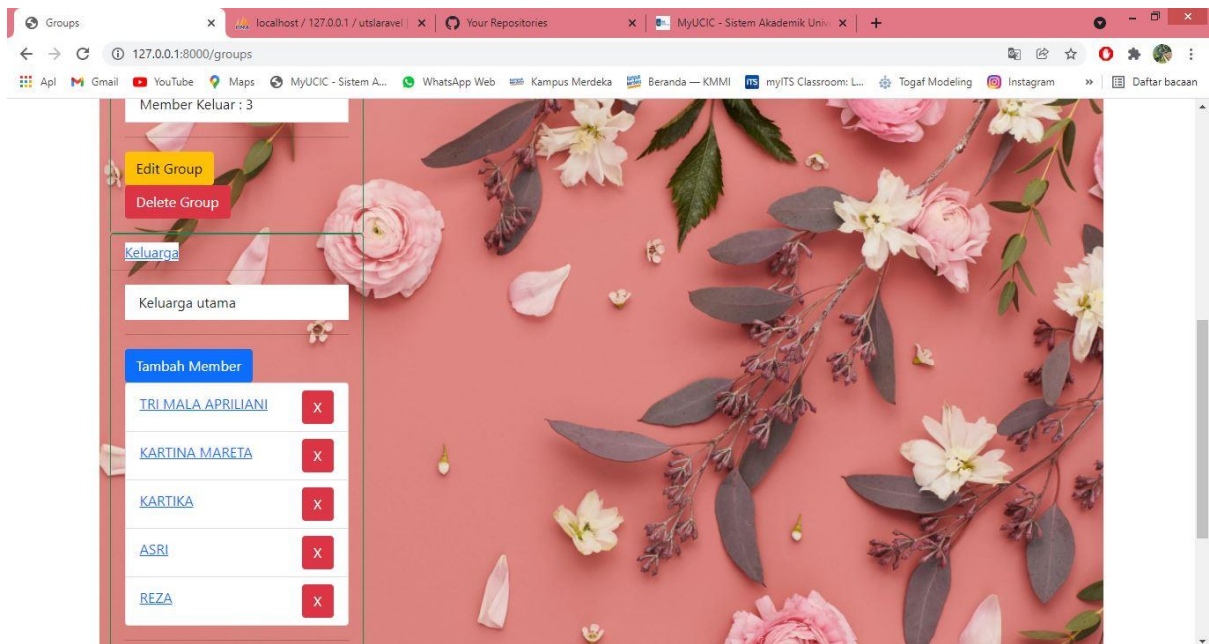 Groups
localhost / 127.0.0.1 / utslaravel |
Your Repositories
MyUCIC - Sistem Akademik Univ
127.0.0.1:8000/groups
Apl
Gmail
YouTube
Maps
MyUCIC - Sistem A...
WhatsApp Web
Kampus Merdeka
Beranda — KMMI
ITS
myITS Classroom: L...
Togaf Modeling
Instagram
»
Daftar bacaan
Member Keluar : 3
Edit Group
Delete Group
Keluarga
Keluarga utama
Tambah Member
TRI MALA APRILIANI X
KARTINA MARETA X
KARTIKA X
ASRI X
REZA X